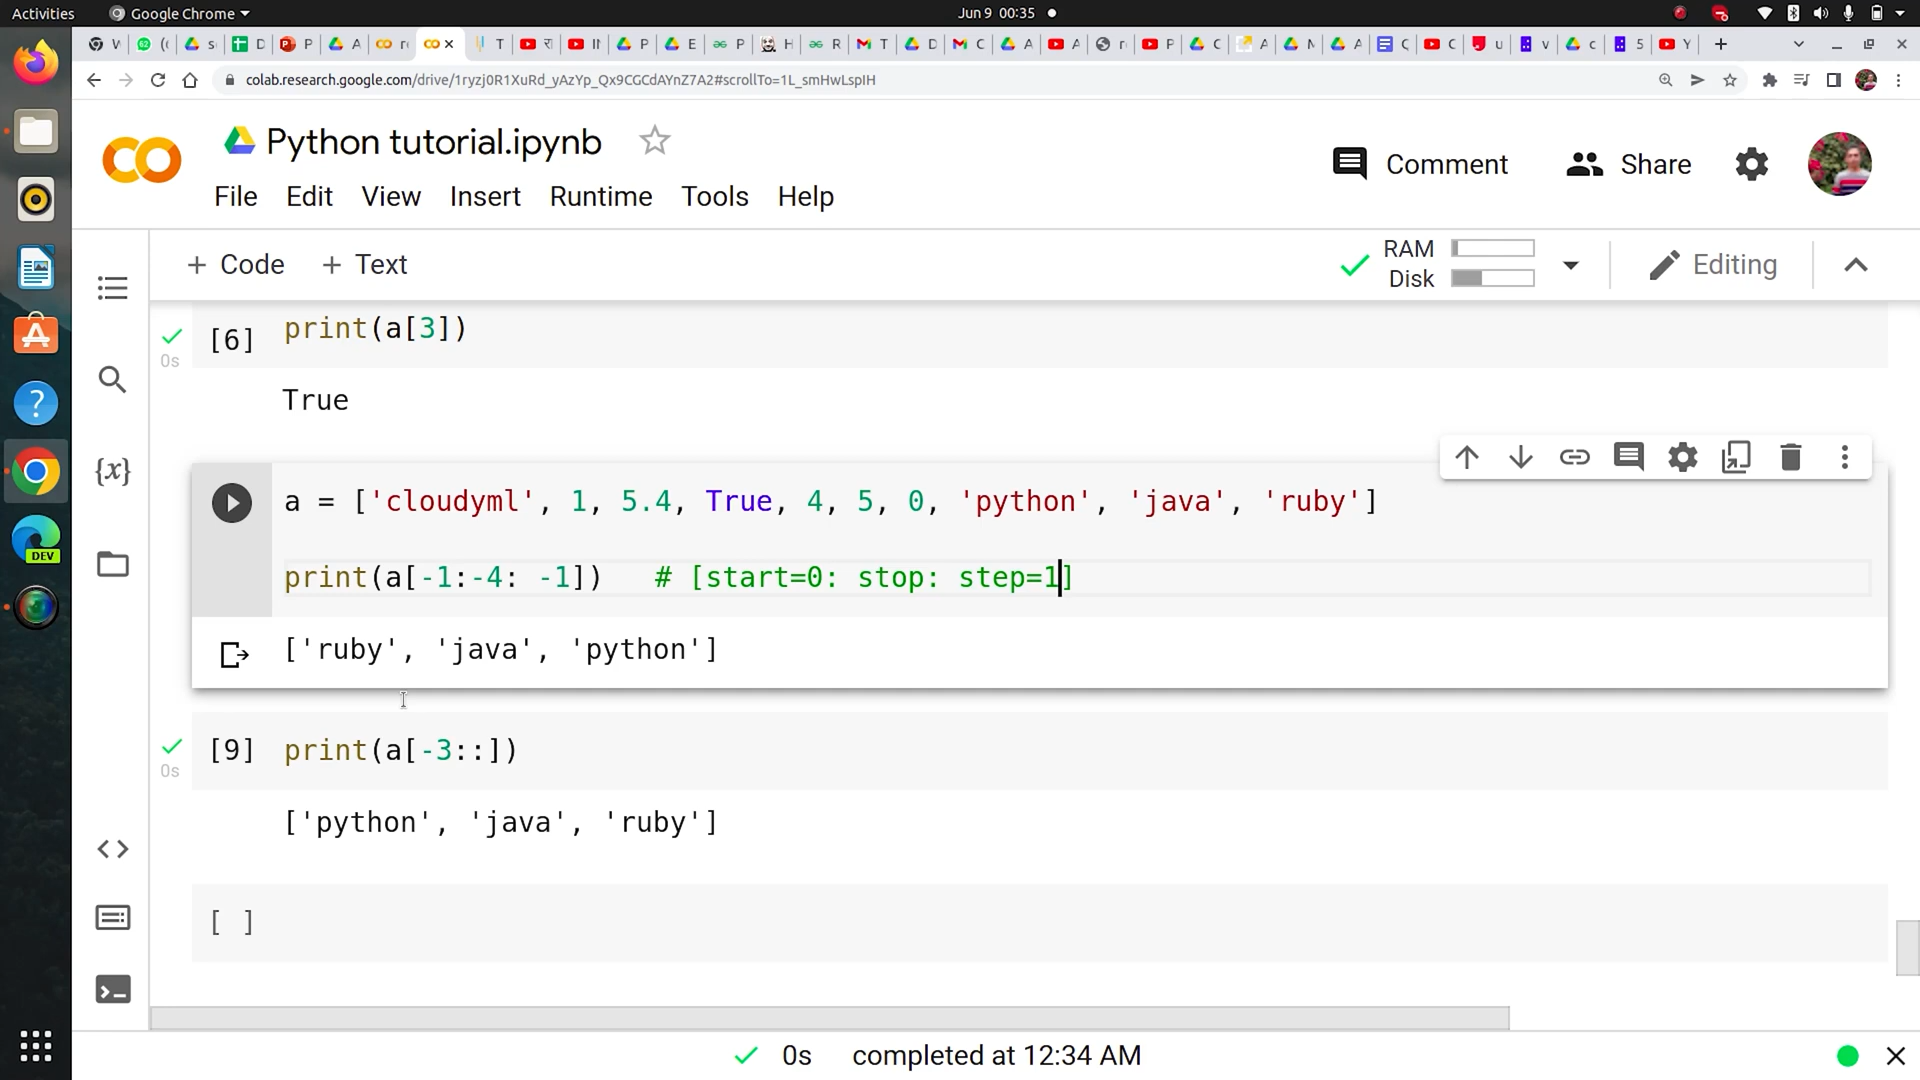 Activities Google Chrome Jun 9 00:35
colab.research.google.com/drive/1ryzj0R1XuRd_yAzYp_Qx9CGCdAYnZ7A2#scrollTo=1L_smHwLspIH
Python tutorial.ipynb
Comment Share
File Edit View Insert Runtime Tools Help
+ Code + Text
RAM
Disk
Editing
[6] print(a[3])
0s
True
a = ['cloudyml', 1, 5.4, True, 4, 5, 0, 'python', 'java', 'ruby']
print(a[-1:-4: -1]) # [start=0: stop: step=1]
['ruby', 'java', 'python']
[9] print(a[-3::])
0s
['python', 'java', 'ruby']
[ ]
{x}
<>
DEV
0s completed at 12:34 AM